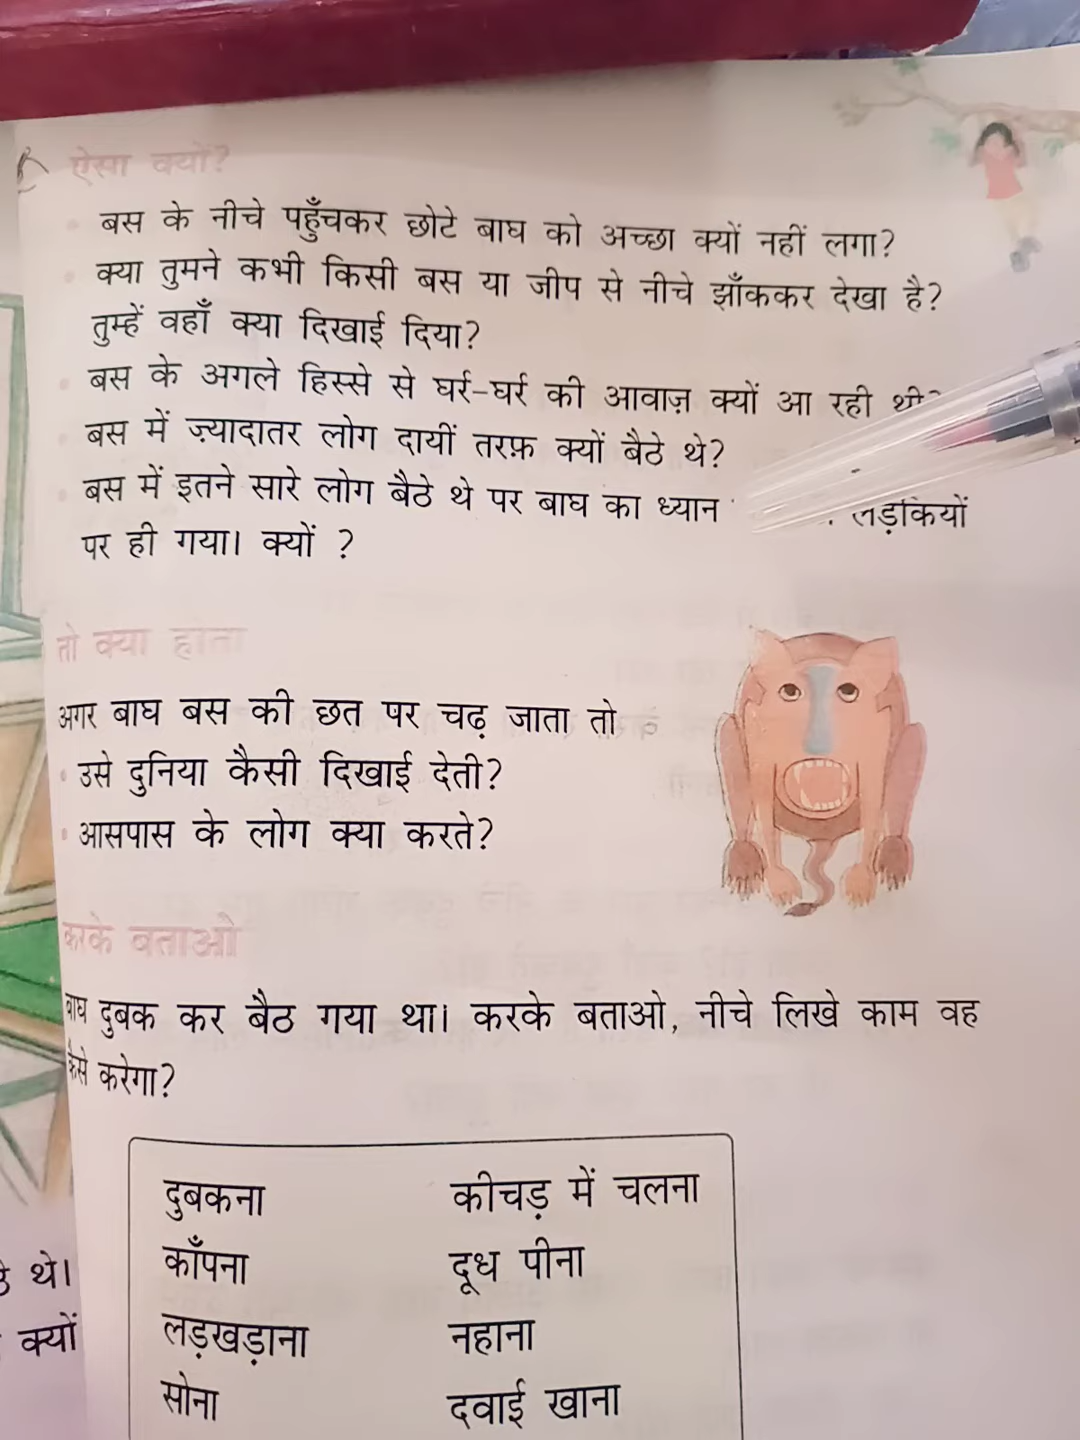 ऐसा क्यों?
बस के नीचे पहुँचकर छोटे बाघ को अच्छा क्यों नहीं लगा?
क्या तुमने कभी किसी बस या जीप से नीचे झाँककर देखा है?
तुम्हें वहाँ क्या दिखाई दिया?
बस के अगले हिस्से से घर्र-घर्र की आवाज़ क्यों आ रही थी?
बस में ज़्यादातर लोग दायीं तरफ़ क्यों बैठे थे?
बस में इतने सारे लोग बैठे थे पर बाघ का ध्यान लड़कियों
पर ही गया। क्यों ?
तो क्या होता
अगर बाघ बस की छत पर चढ़ जाता तो
उसे दुनिया कैसी दिखाई देती?
आसपास के लोग क्या करते?
करके बताओ
बाघ दुबक कर बैठ गया था। करके बताओ, नीचे लिखे काम वह
कैसे करेगा?
दुबकना कीचड़ में चलना
काँपना दूध पीना
लड़खड़ाना नहाना
सोना दवाई खाना
थे।
क्यों